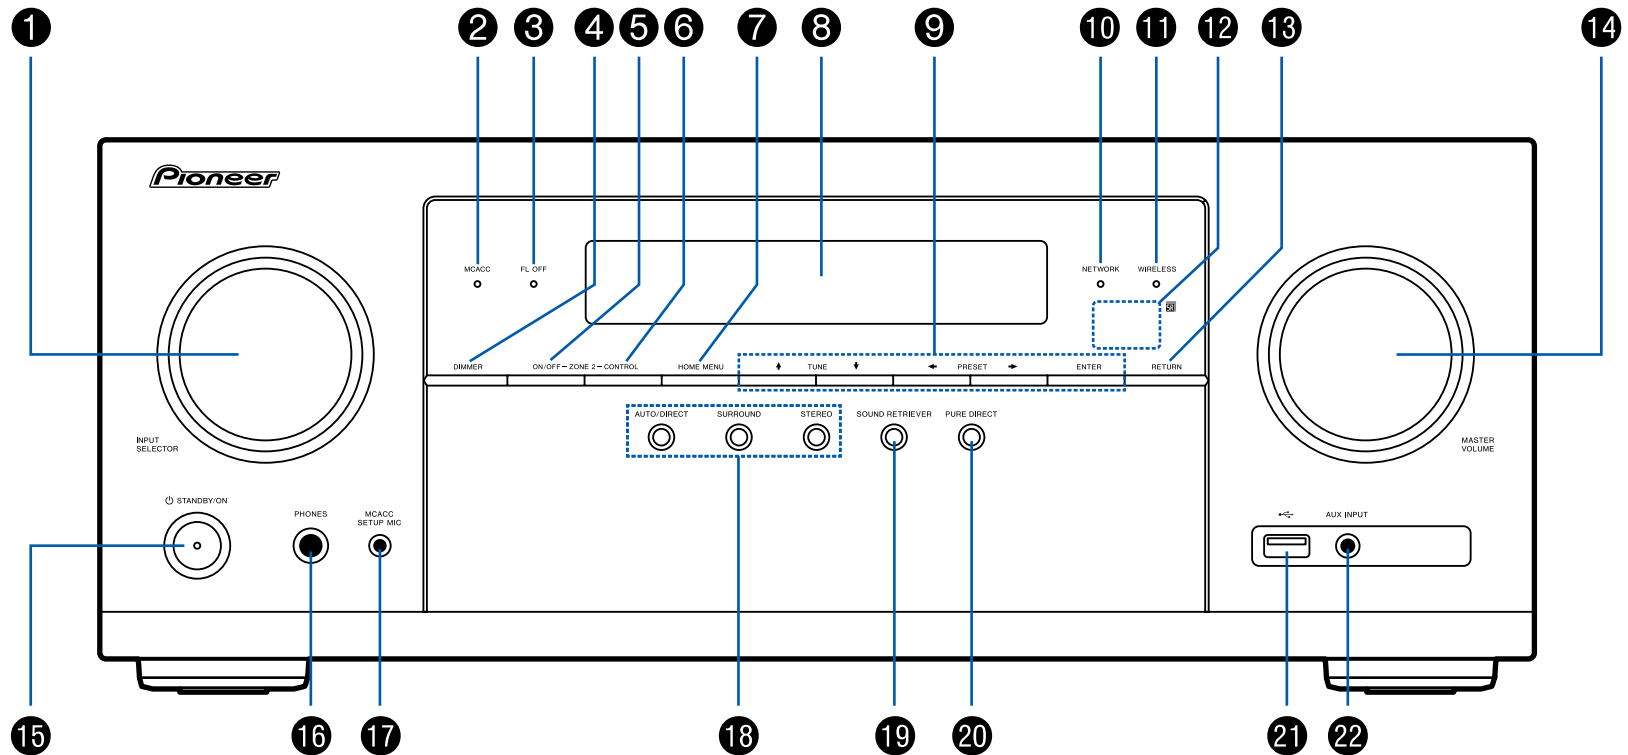 1 2 3 4 5 6 7 8 9 10 11 12 13 14
Pioneer
MCACC FL OFF NETWORK WIRELESS
DIMMER ON/OFF – ZONE 2 – CONTROL HOME MENU TUNE PRESET ENTER RETURN
AUTO/DIRECT SURROUND STEREO SOUND RETRIEVER PURE DIRECT
INPUT
SELECTOR
MASTER
VOLUME
STANDBY/ON
PHONES
MCACC
SETUP MIC
AUX INPUT
15 16 17 18 19 20 21 22